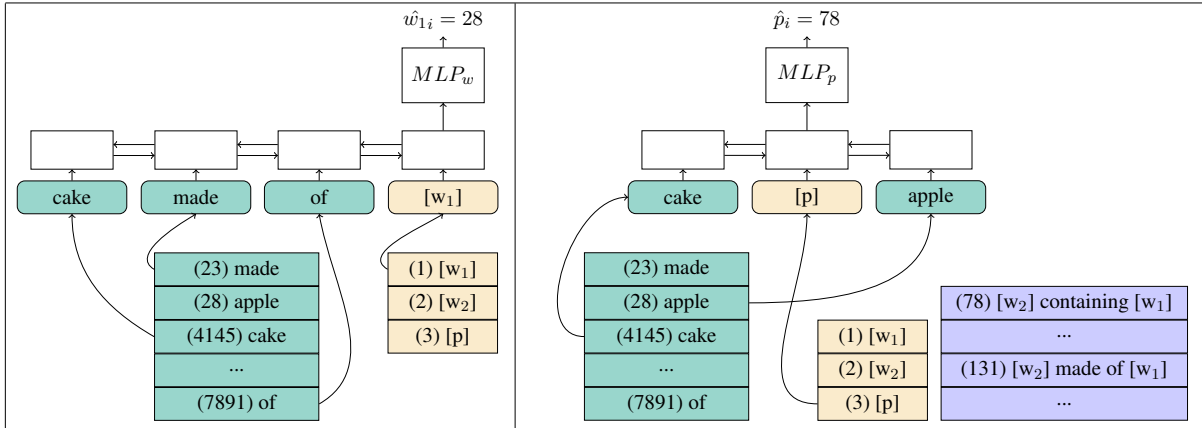 ŵ₁ᵢ = 28
MLP_w
cake made of [w₁]
(23) made
(28) apple
(4145) cake
...
(7891) of
(1) [w₁]
(2) [w₂]
(3) [p]
p̂ᵢ = 78
MLP_p
cake [p] apple
(23) made
(28) apple
(4145) cake
...
(7891) of
(1) [w₁]
(2) [w₂]
(3) [p]
(78) [w₂] containing [w₁]
...
(131) [w₂] made of [w₁]
...